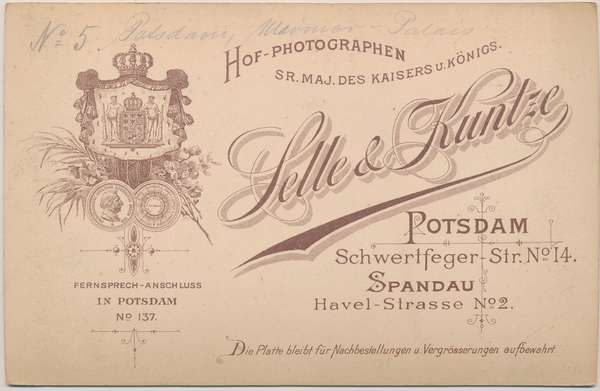 No 5. Potsdam, Marmor-Palais
HOF-PHOTOGRAPHEN
SR. MAJ. DES KAISERS U. KÖNIGS.
Selle & Kuntze
POTSDAM
Schwertfeger-Str. No 14.
SPANDAU
Havel-Strasse No 2.
FERNSPRECH-ANSCHLUSS
IN POTSDAM
No 137.
Die Platte bleibt für Nachbestellungen u. Vergrösserungen aufbewahrt.